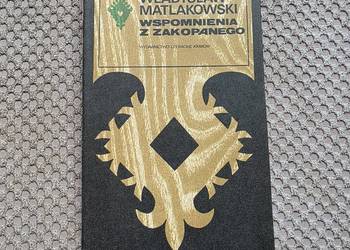 WŁADYSŁAW
MATLAKOWSKI
WSPOMNIENIA
Z ZAKOPANEGO
WYDAWNICTWO LITERACKIE KRAKÓW